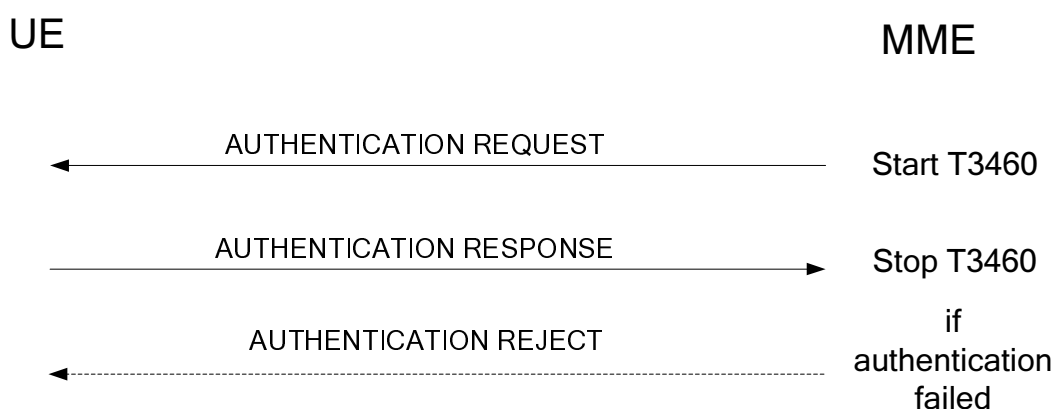 UE
MME
AUTHENTICATION REQUEST
Start T3460
AUTHENTICATION RESPONSE
Stop T3460
AUTHENTICATION REJECT
if
authentication
failed